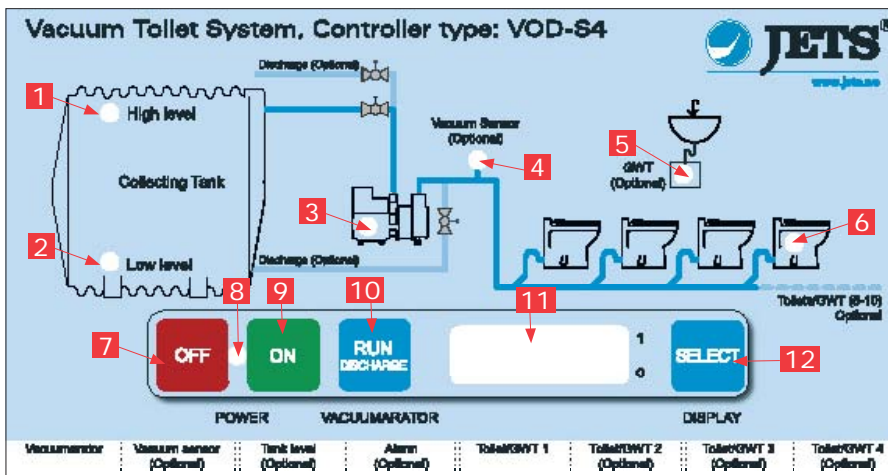 Vacuum Toilet System, Controller type: VOD-S4
JETS®
www.jets.no
Discharge (Optional)
1
High level
Vacuum Sensor
(Optional)
4
5
GWT
(Optional)
Collecting Tank
3
6
2
Low level
Discharge (Optional)
Toilets/GWT (5-10)
Optional
7
8
9
10
11
12
OFF
ON
RUN
DISCHARGE
1
0
SELECT
POWER
VACUUMARATOR
DISPLAY
Vacuumarator
Vacuum sensor
(Optional)
Tank level
(Optional)
Alarm
(Optional)
Toilet/GWT 1
Toilet/GWT 2
(Optional)
Toilet/GWT 3
(Optional)
Toilet/GWT 4
(Optional)